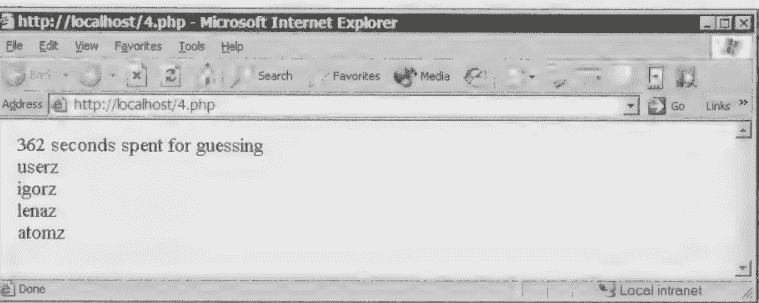 http://localhost/4.php - Microsoft Internet Explorer
File Edit View Favorites Tools Help
Search Favorites Media
Address http://localhost/4.php Go Links »
362 seconds spent for guessing
userz
igorz
lenaz
atomz
Done Local intranet